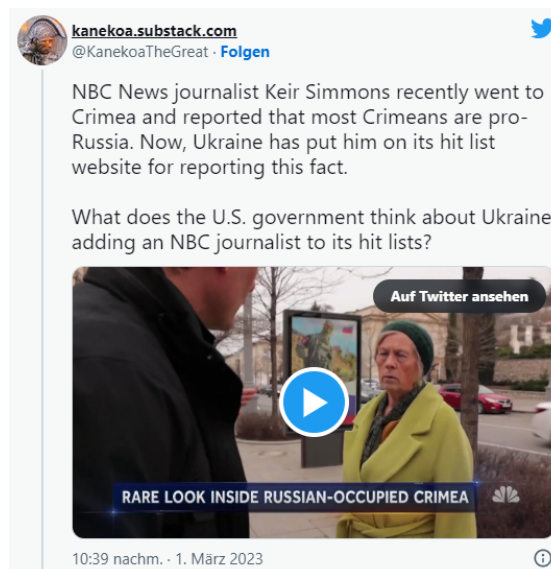 kanekoa.substack.com
@KanekoaTheGreat · Folgen
NBC News journalist Keir Simmons recently went to
Crimea and reported that most Crimeans are pro-
Russia. Now, Ukraine has put him on its hit list
website for reporting this fact.
What does the U.S. government think about Ukraine
adding an NBC journalist to its hit lists?
Auf Twitter ansehen
RARE LOOK INSIDE RUSSIAN-OCCUPIED CRIMEA
10:39 nachm. · 1. März 2023